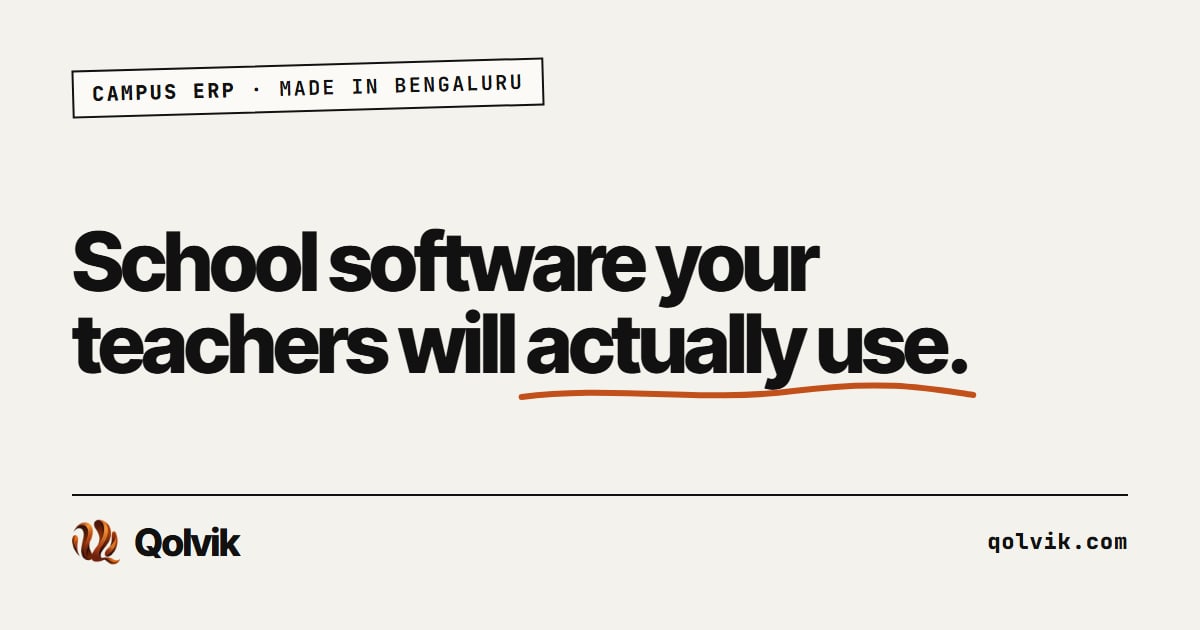 CAMPUS ERP · MADE IN BENGALURU
School software your
teachers will actually use.
Qolvik
qolvik.com